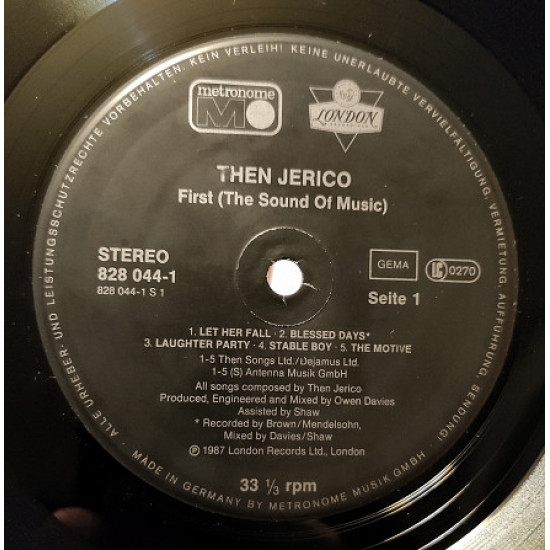 ALLE URHEBER- UND LEISTUNGSSCHUTZRECHTE VORBEHALTEN. KEIN VERLEIH! KEINE UNERLAUBTE VERVIELFÄLTIGUNG, VERMIETUNG, AUFFÜHRUNG, SENDUNG!
metronome
LONDON
THEN JERICO
First (The Sound Of Music)
STEREO
828 044-1
828 044-1 S 1
GEMA
LC 0270
Seite 1
1. LET HER FALL · 2. BLESSED DAYS*
3. LAUGHTER PARTY · 4. STABLE BOY · 5. THE MOTIVE
1-5 Then Songs Ltd./Dejamus Ltd.
1-5 (S) Antenna Musik GmbH
All songs composed by Then Jerico
Produced, Engineered and Mixed by Owen Davies
Assisted by Shaw
* Recorded by Brown/Mendelsohn,
Mixed by Davies/Shaw
℗ 1987 London Records Ltd., London
33 ⅓ rpm
MADE IN GERMANY BY METRONOME MUSIK GMBH